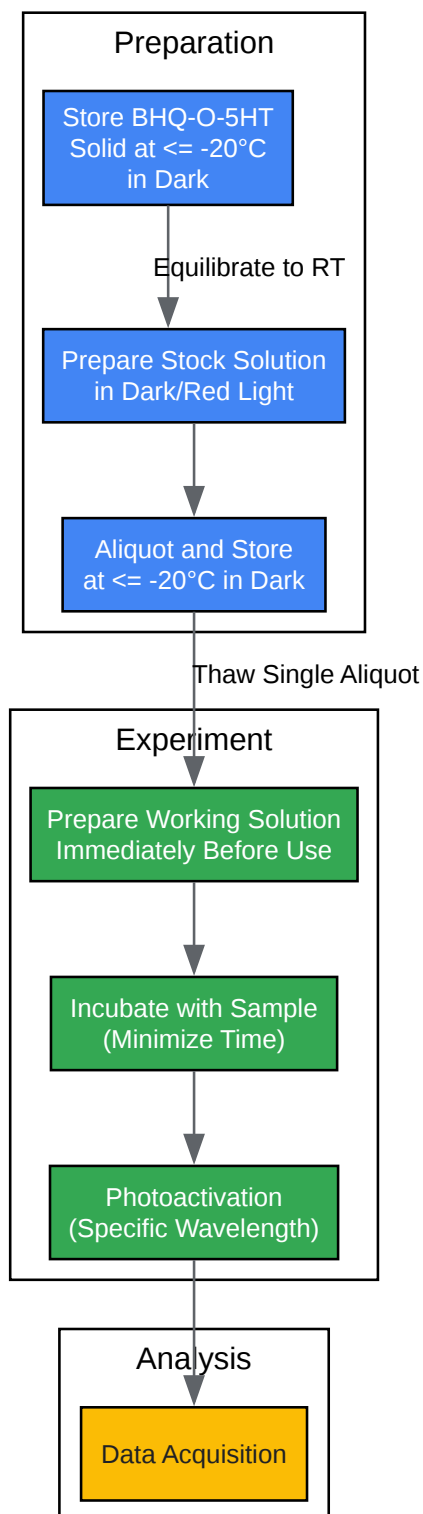 Preparation
Store BHQ-O-5HT
Solid at <= -20°C
in Dark
Equilibrate to RT
Prepare Stock Solution
in Dark/Red Light
Aliquot and Store
at <= -20°C in Dark
Thaw Single Aliquot
Experiment
Prepare Working Solution
Immediately Before Use
Incubate with Sample
(Minimize Time)
Photoactivation
(Specific Wavelength)
Analysis
Data Acquisition